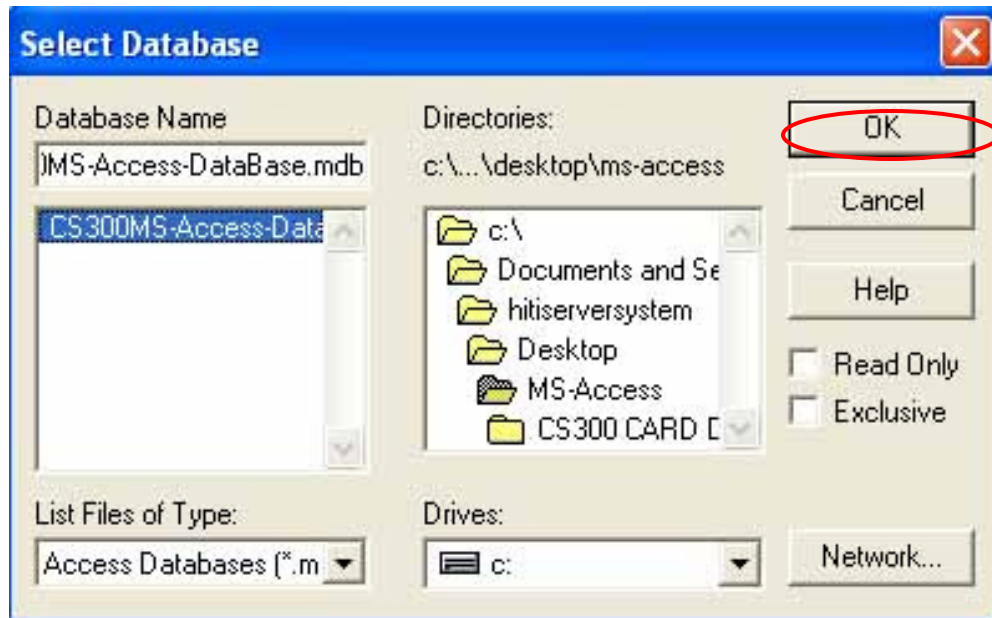 Select Database
Database Name
)MS-Access-DataBase.mdb
CS300MS-Access-Data
List Files of Type:
Access Databases (*.m
Directories:
c:\...\desktop\ms-access
c:\
Documents and Se
hitiserversystem
Desktop
MS-Access
CS300 CARD D
Drives:
c:
OK
Cancel
Help
Read Only
Exclusive
Network...